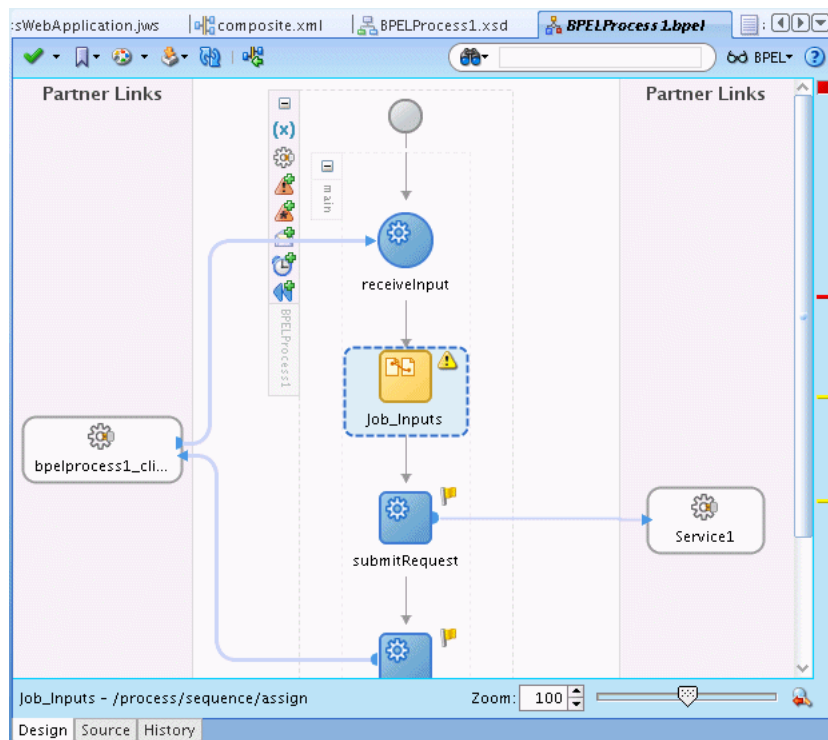 :sWebApplication.jws composite.xml BPELProcess1.xsd BPELProcess1.bpel
BPEL
Partner Links Partner Links
(x)
main
receiveInput
BPELProcess1
Job_Inputs
bpelprocess1_cli...
submitRequest
Service1
Job_Inputs - /process/sequence/assign Zoom: 100
Design Source History